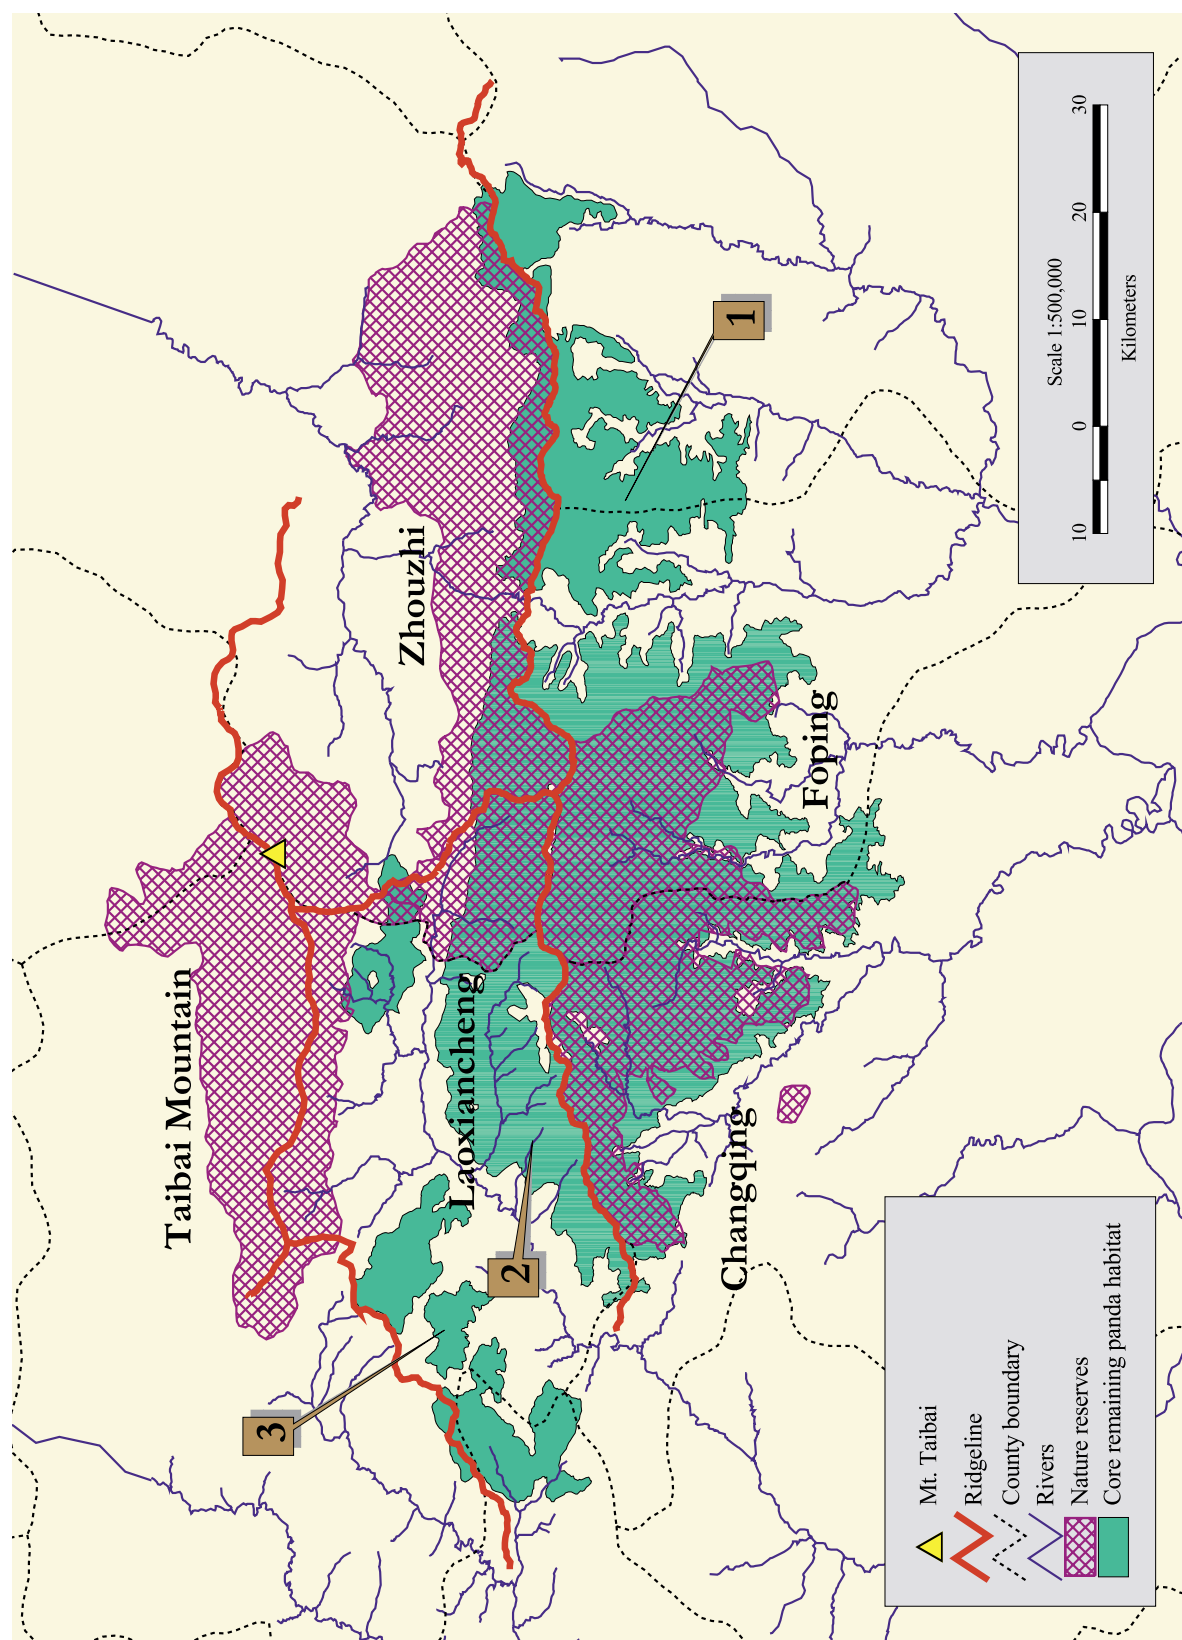 Taibai Mountain
Zhouzhi
Laoxiancheng
Changqing
Foping
1
2
3
Mt. Taibai
Ridgeline
County boundary
Rivers
Nature reserves
Core remaining panda habitat
Scale 1:500,000
10 0 10 20 30
Kilometers